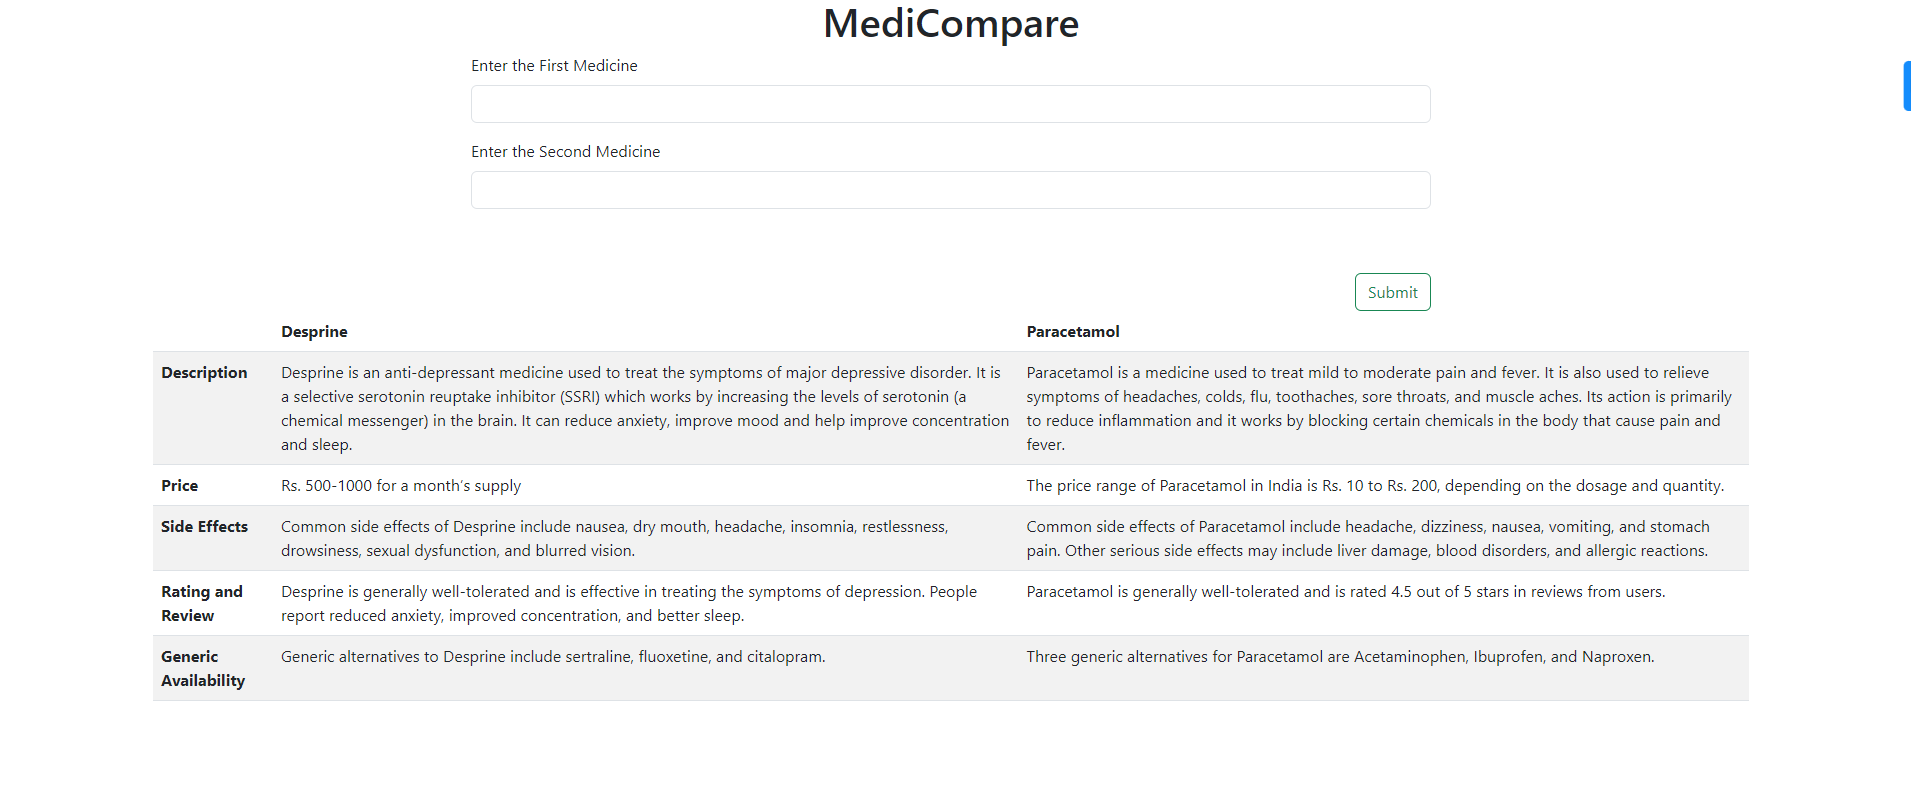 MediCompare
Enter the First Medicine
Enter the Second Medicine
Submit
Desprine
Paracetamol
Description
Desprine is an anti-depressant medicine used to treat the symptoms of major depressive disorder. It is
a selective serotonin reuptake inhibitor (SSRI) which works by increasing the levels of serotonin (a
chemical messenger) in the brain. It can reduce anxiety, improve mood and help improve concentration
and sleep.
Paracetamol is a medicine used to treat mild to moderate pain and fever. It is also used to relieve
symptoms of headaches, colds, flu, toothaches, sore throats, and muscle aches. Its action is primarily
to reduce inflammation and it works by blocking certain chemicals in the body that cause pain and
fever.
Price
Rs. 500-1000 for a month's supply
The price range of Paracetamol in India is Rs. 10 to Rs. 200, depending on the dosage and quantity.
Side Effects
Common side effects of Desprine include nausea, dry mouth, headache, insomnia, restlessness,
drowsiness, sexual dysfunction, and blurred vision.
Common side effects of Paracetamol include headache, dizziness, nausea, vomiting, and stomach
pain. Other serious side effects may include liver damage, blood disorders, and allergic reactions.
Rating and
Review
Desprine is generally well-tolerated and is effective in treating the symptoms of depression. People
report reduced anxiety, improved concentration, and better sleep.
Paracetamol is generally well-tolerated and is rated 4.5 out of 5 stars in reviews from users.
Generic
Availability
Generic alternatives to Desprine include sertraline, fluoxetine, and citalopram.
Three generic alternatives for Paracetamol are Acetaminophen, Ibuprofen, and Naproxen.